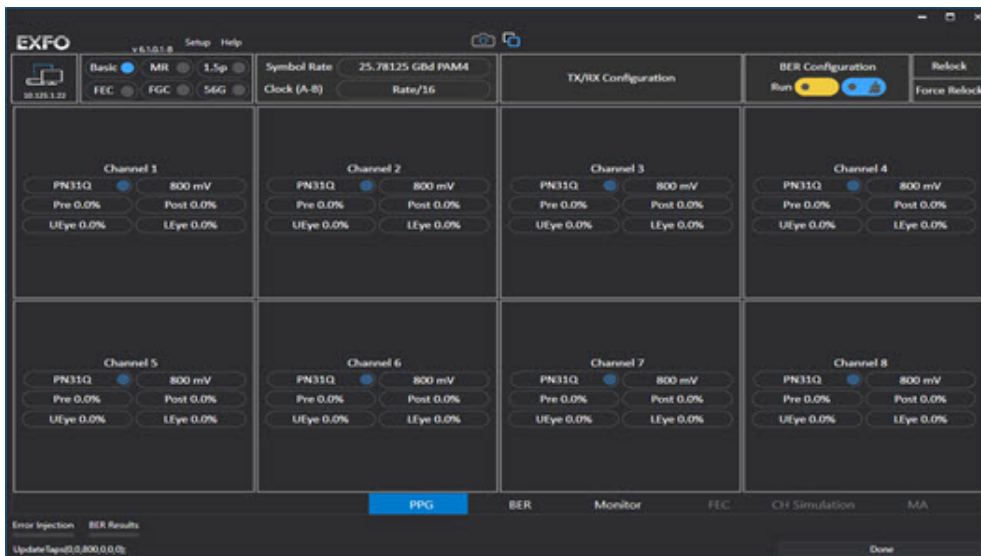 EXFO
v 6.1.0.1-8 Setup Help
Basic MR 1.5p
FEC FGC 56G
10.125.1.22
Symbol Rate 25.78125 GBd PAM4
Clock (A-B) Rate/16
TX/RX Configuration
BER Configuration
Run
Relock
Force Relock
Channel 1
PN31Q 800 mV
Pre 0.0% Post 0.0%
UEye 0.0% LEye 0.0%
Channel 2
PN31Q 800 mV
Pre 0.0% Post 0.0%
UEye 0.0% LEye 0.0%
Channel 3
PN31Q 800 mV
Pre 0.0% Post 0.0%
UEye 0.0% LEye 0.0%
Channel 4
PN31Q 800 mV
Pre 0.0% Post 0.0%
UEye 0.0% LEye 0.0%
Channel 5
PN31Q 800 mV
Pre 0.0% Post 0.0%
UEye 0.0% LEye 0.0%
Channel 6
PN31Q 800 mV
Pre 0.0% Post 0.0%
UEye 0.0% LEye 0.0%
Channel 7
PN31Q 800 mV
Pre 0.0% Post 0.0%
UEye 0.0% LEye 0.0%
Channel 8
PN31Q 800 mV
Pre 0.0% Post 0.0%
UEye 0.0% LEye 0.0%
PPG BER Monitor FEC CH Simulation MA
Error Injection BER Results
UpdateTaps(0,0,800,0,0,0); Done